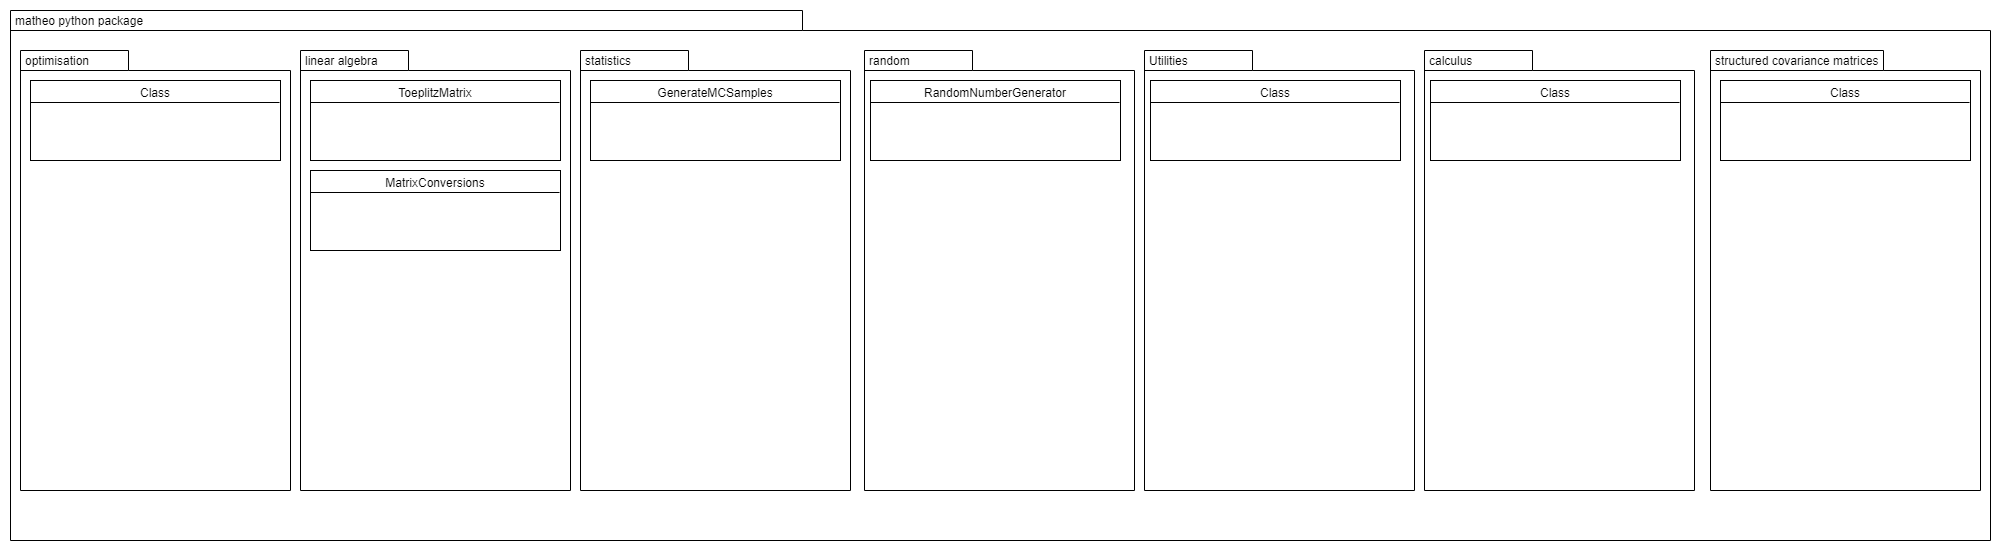 matheo python package
optimisation
Class
linear algebra
ToeplitzMatrix
MatrixConversions
statistics
GenerateMCSamples
random
RandomNumberGenerator
Utilities
Class
calculus
Class
structured covariance matrices
Class